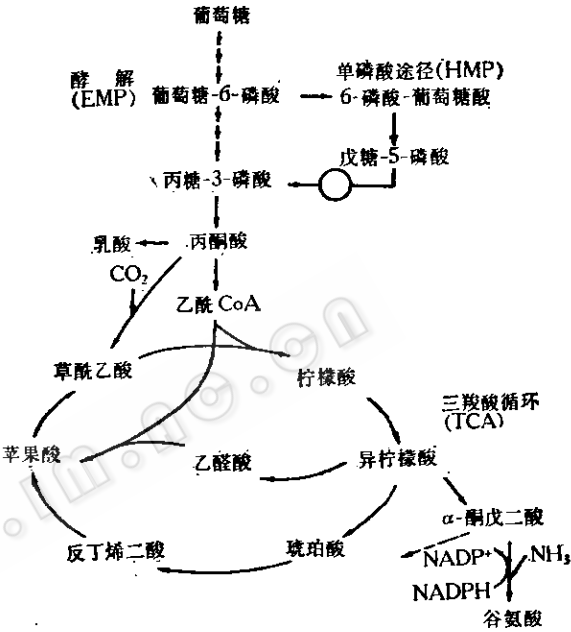 葡萄糖
酵 解
(EMP)
葡萄糖-6-磷酸
单磷酸途径(HMP)
6-磷酸-葡萄糖酸
戊糖-5-磷酸
丙糖-3-磷酸
乳酸
丙酮酸
CO₂
乙酰CoA
草酰乙酸
柠檬酸
三羧酸循环
(TCA)
苹果酸
乙醛酸
异柠檬酸
α-酮戊二酸
反丁烯二酸
琥珀酸
NADP⁺
NH₃
NADPH
谷氨酸